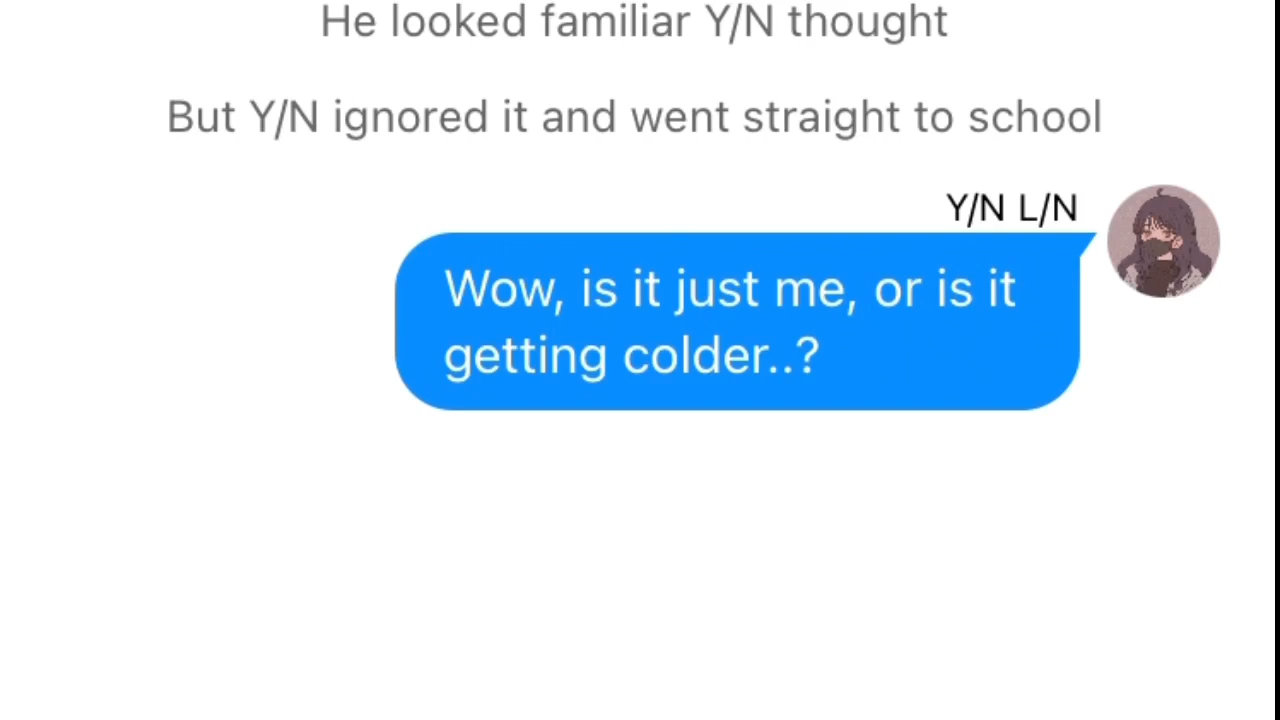 He looked familiar Y/N thought
But Y/N ignored it and went straight to school
Y/N L/N
Wow, is it just me, or is it
getting colder..?